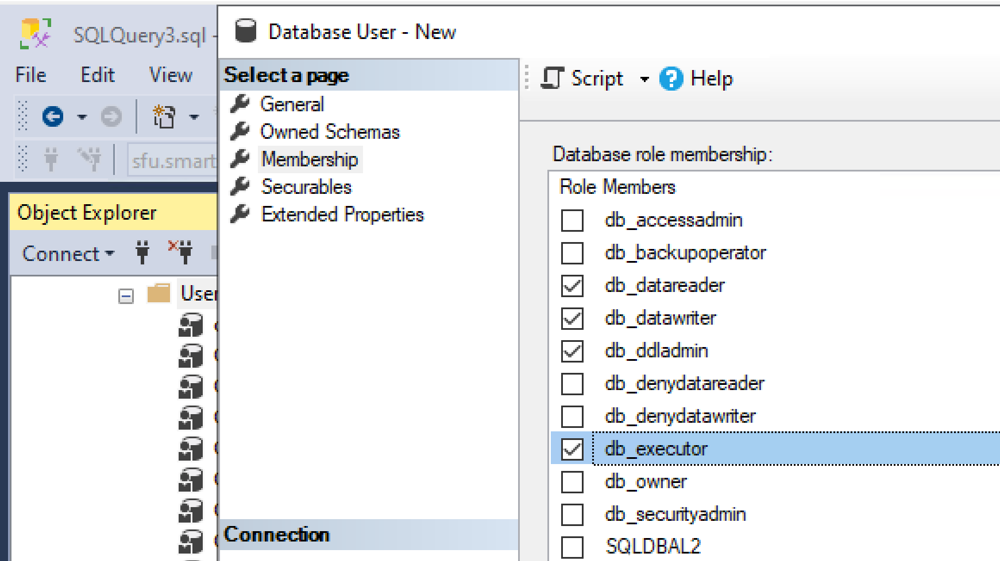 SQLQuery3.sql -
File Edit View
sfu.smart
Object Explorer
Connect
User
Database User - New
Select a page
General
Owned Schemas
Membership
Securables
Extended Properties
Connection
Script Help
Database role membership:
Role Members
db_accessadmin
db_backupoperator
db_datareader
db_datawriter
db_ddladmin
db_denydatareader
db_denydatawriter
db_executor
db_owner
db_securityadmin
SQLDBAL2